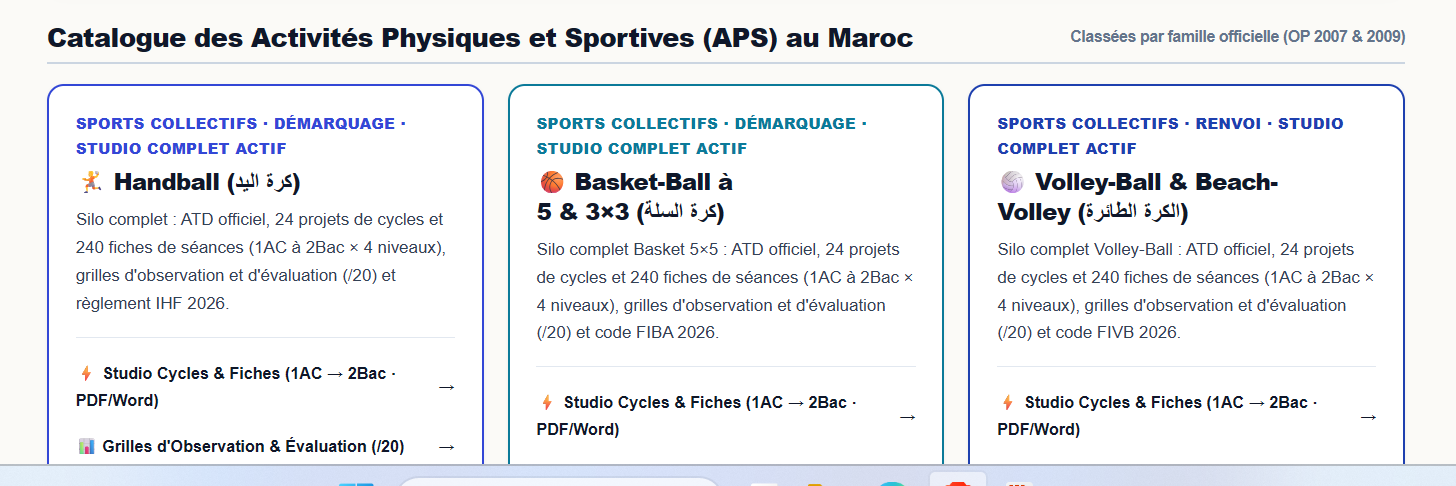 Catalogue des Activités Physiques et Sportives (APS) au Maroc
Classées par famille officielle (OP 2007 & 2009)
SPORTS COLLECTIFS · DÉMARQUAGE ·
STUDIO COMPLET ACTIF
Handball (كرة اليد)
Silo complet : ATD officiel, 24 projets de cycles et
240 fiches de séances (1AC à 2Bac × 4 niveaux),
grilles d'observation et d'évaluation (/20) et
règlement IHF 2026.
Studio Cycles & Fiches (1AC → 2Bac ·
PDF/Word) →
Grilles d'Observation & Évaluation (/20) →
SPORTS COLLECTIFS · DÉMARQUAGE ·
STUDIO COMPLET ACTIF
Basket-Ball à
5 & 3×3 (كرة السلة)
Silo complet Basket 5×5 : ATD officiel, 24 projets
de cycles et 240 fiches de séances (1AC à 2Bac ×
4 niveaux), grilles d'observation et d'évaluation
(/20) et code FIBA 2026.
Studio Cycles & Fiches (1AC → 2Bac ·
PDF/Word) →
SPORTS COLLECTIFS · RENVOI · STUDIO
COMPLET ACTIF
Volley-Ball & Beach-
Volley (الكرة الطائرة)
Silo complet Volley-Ball : ATD officiel, 24 projets
de cycles et 240 fiches de séances (1AC à 2Bac ×
4 niveaux), grilles d'observation et d'évaluation
(/20) et code FIVB 2026.
Studio Cycles & Fiches (1AC → 2Bac ·
PDF/Word) →